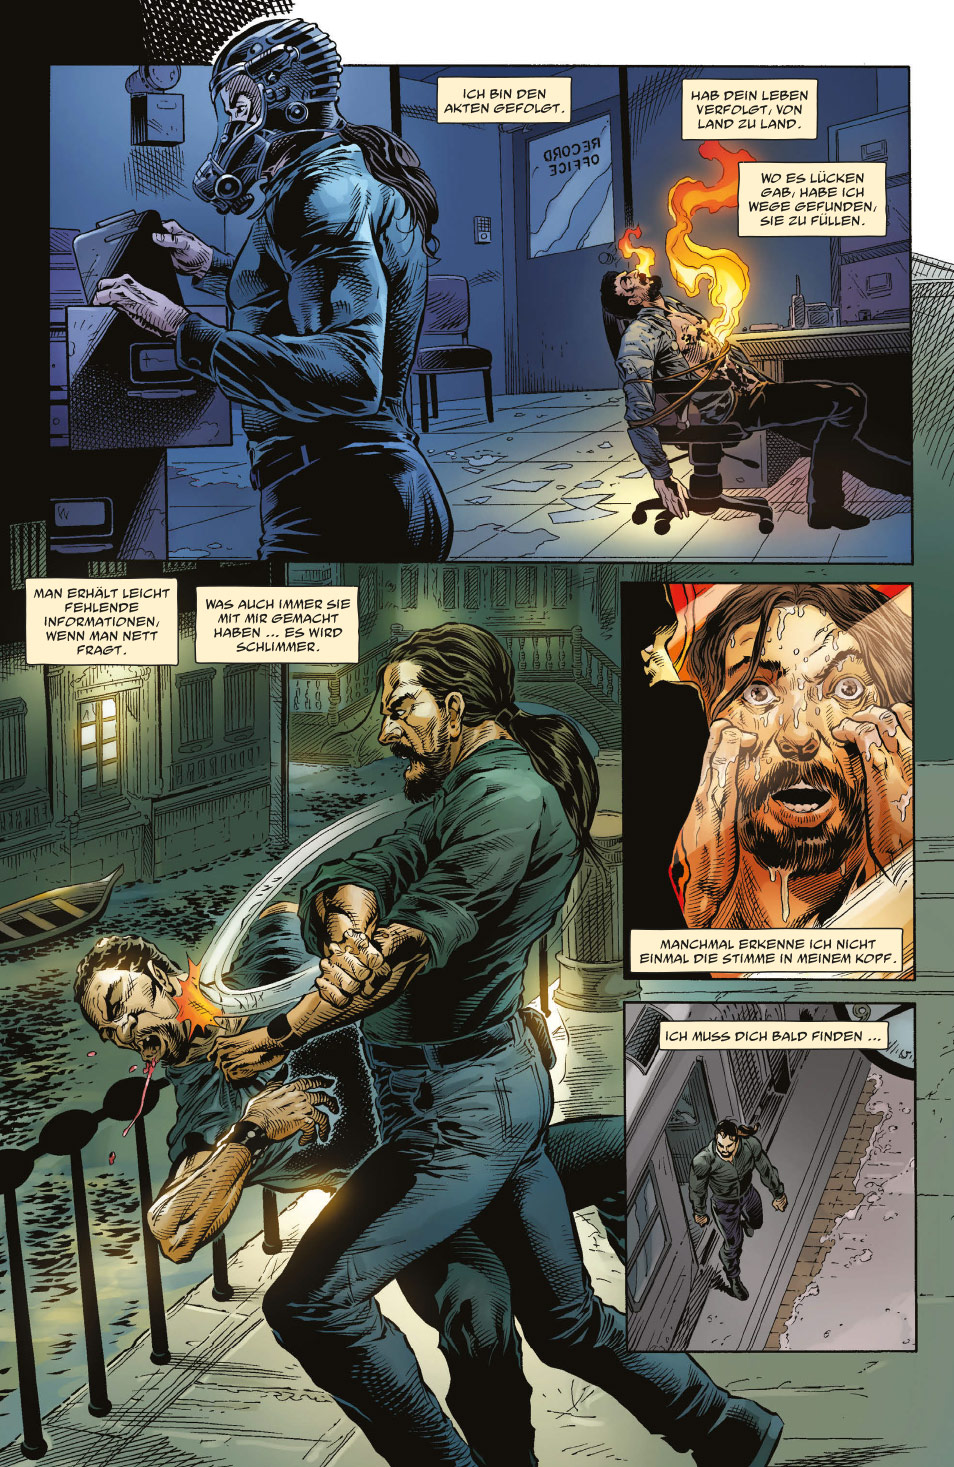 ICH BIN DEN
AKTEN GEFOLGT.
HAB DEIN LEBEN
VERFOLGT, VON
LAND ZU LAND.
RECORD
OFFICE
WO ES LÜCKEN
GAB, HABE ICH
WEGE GEFUNDEN,
SIE ZU FÜLLEN.
MAN ERHÄLT LEICHT
FEHLENDE
INFORMATIONEN,
WENN MAN NETT
FRAGT.
WAS AUCH IMMER SIE
MIT MIR GEMACHT
HABEN ... ES WIRD
SCHLIMMER.
MANCHMAL ERKENNE ICH NICHT
EINMAL DIE STIMME IN MEINEM KOPF.
ICH MUSS DICH BALD FINDEN ...